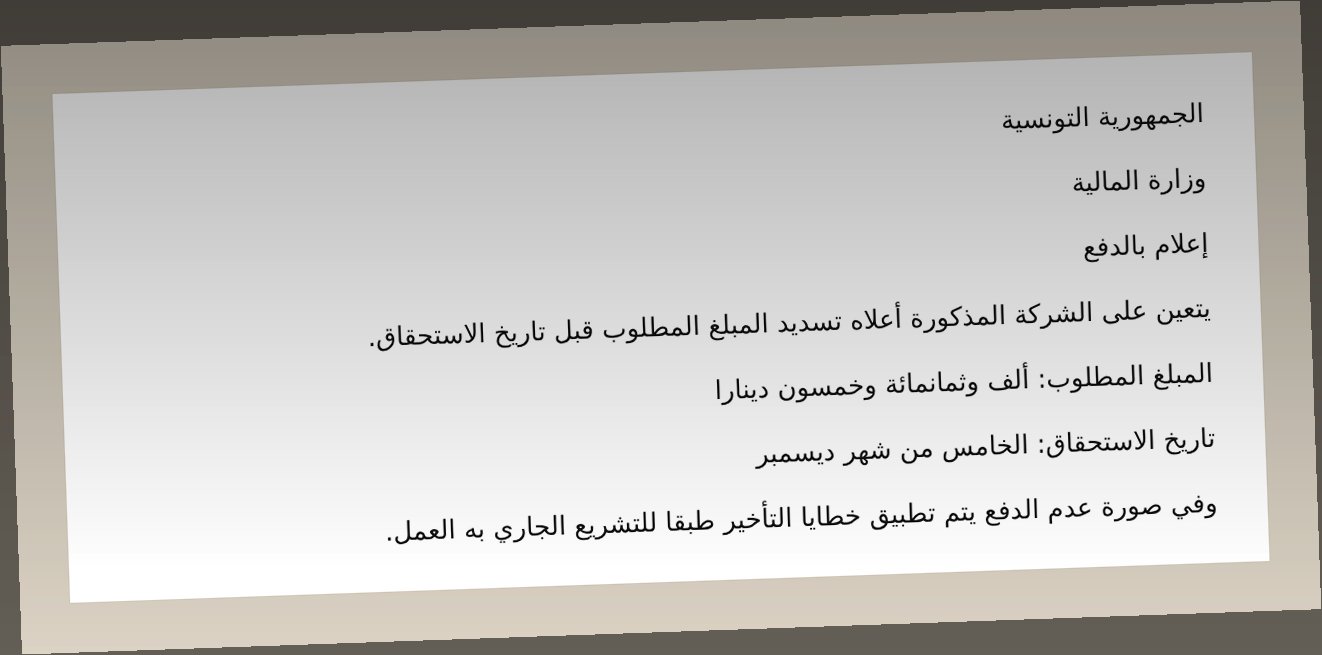 الجمهورية التونسية
وزارة المالية
إعلام بالدفع
يتعين على الشركة المذكورة أعلاه تسديد المبلغ المطلوب قبل تاريخ الاستحقاق.
المبلغ المطلوب: ألف وثمانمائة وخمسون دينارا
تاريخ الاستحقاق: الخامس من شهر ديسمبر
وفي صورة عدم الدفع يتم تطبيق خطايا التأخير طبقا للتشريع الجاري به العمل.